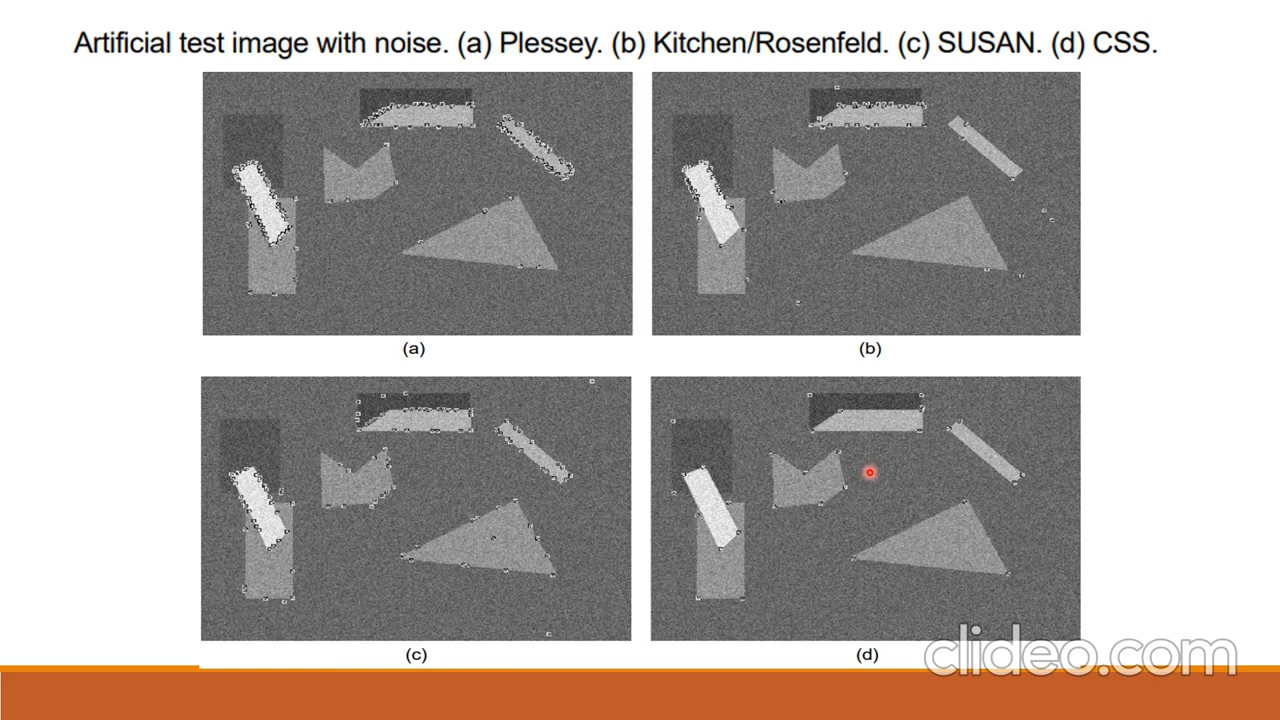 Artificial test image with noise. (a) Plessey. (b) Kitchen/Rosenfeld. (c) SUSAN. (d) CSS.
(a)
(b)
(c)
(d)
clideo.com